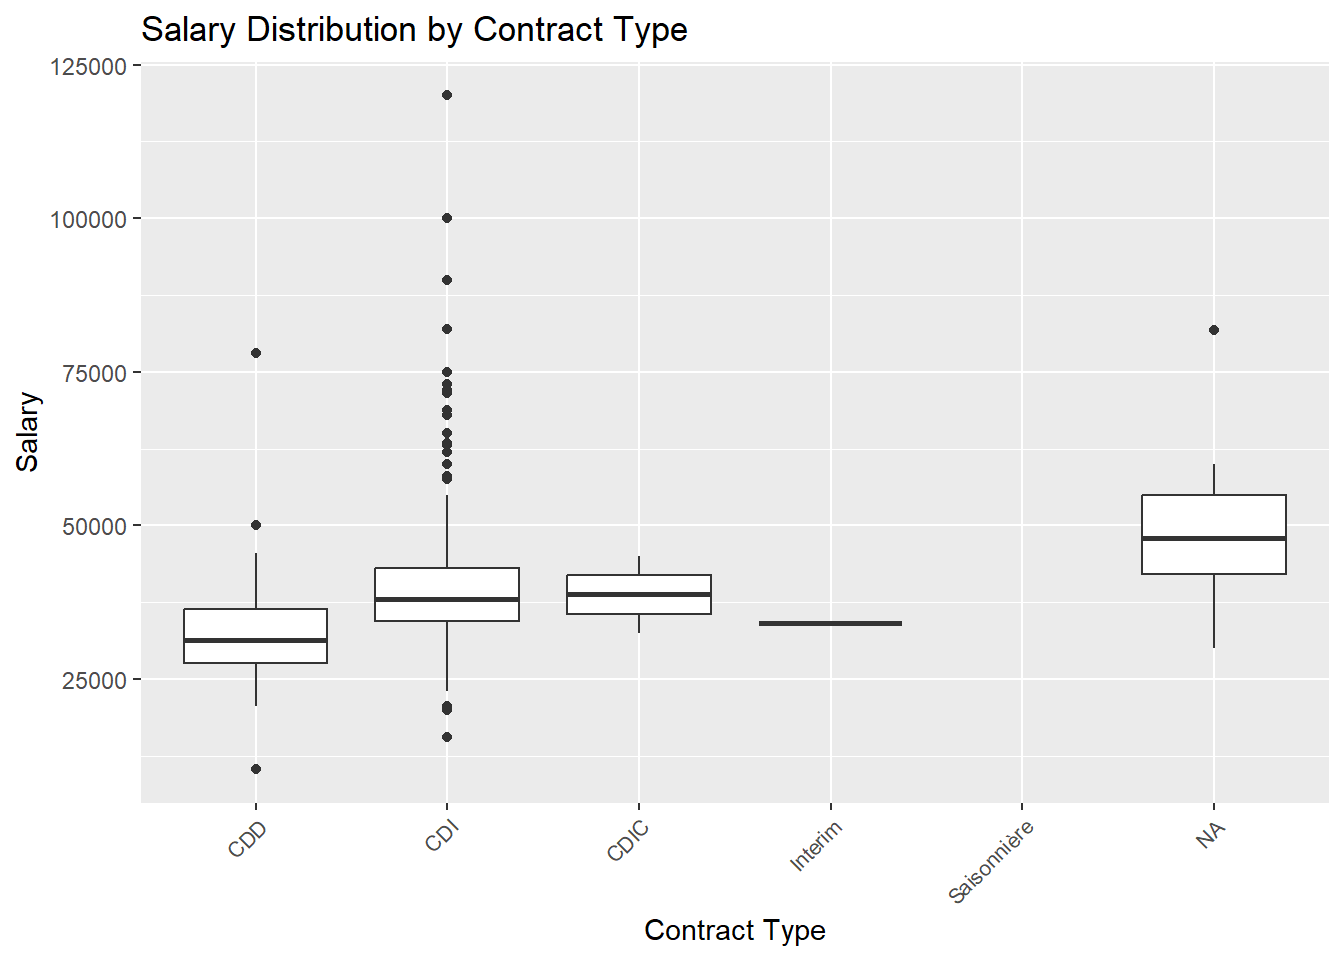 Salary Distribution by Contract Type
125000
100000
75000
50000
25000
Salary
CDD
CDI
CDIC
Interim
Saisonnière
NA
Contract Type